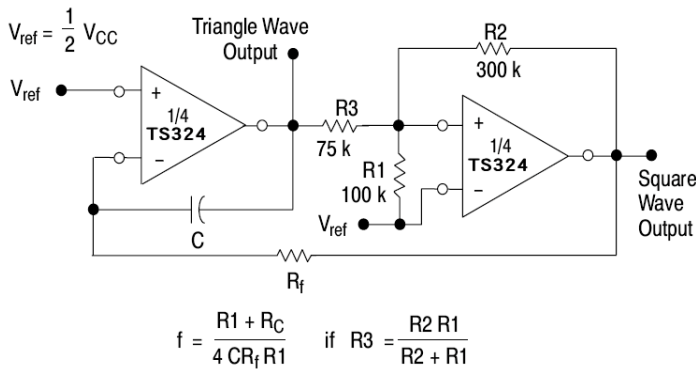 V_ref = 1/2 V_CC
Triangle Wave
Output
R2
300 k
V_ref
+
1/4
TS324
−
R3
75 k
R1
100 k
+
1/4
TS324
−
Square
Wave
Output
C
V_ref
R_f
f = (R1 + R_C)/(4 CR_f R1) if R3 = (R2 R1)/(R2 + R1)